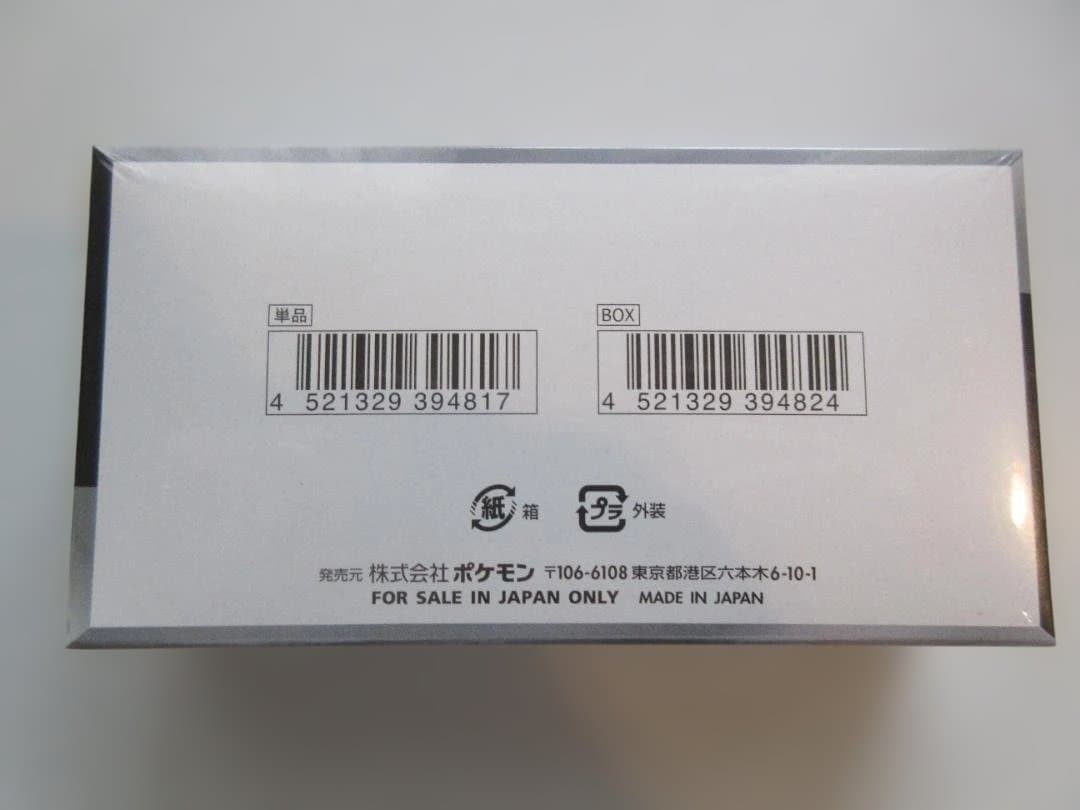 単品 BOX
4 521329 394817 4 521329 394824
紙 箱 プラ 外装
発売元 株式会社 ポケモン 〒106-6108 東京都港区六本木6-10-1
FOR SALE IN JAPAN ONLY MADE IN JAPAN